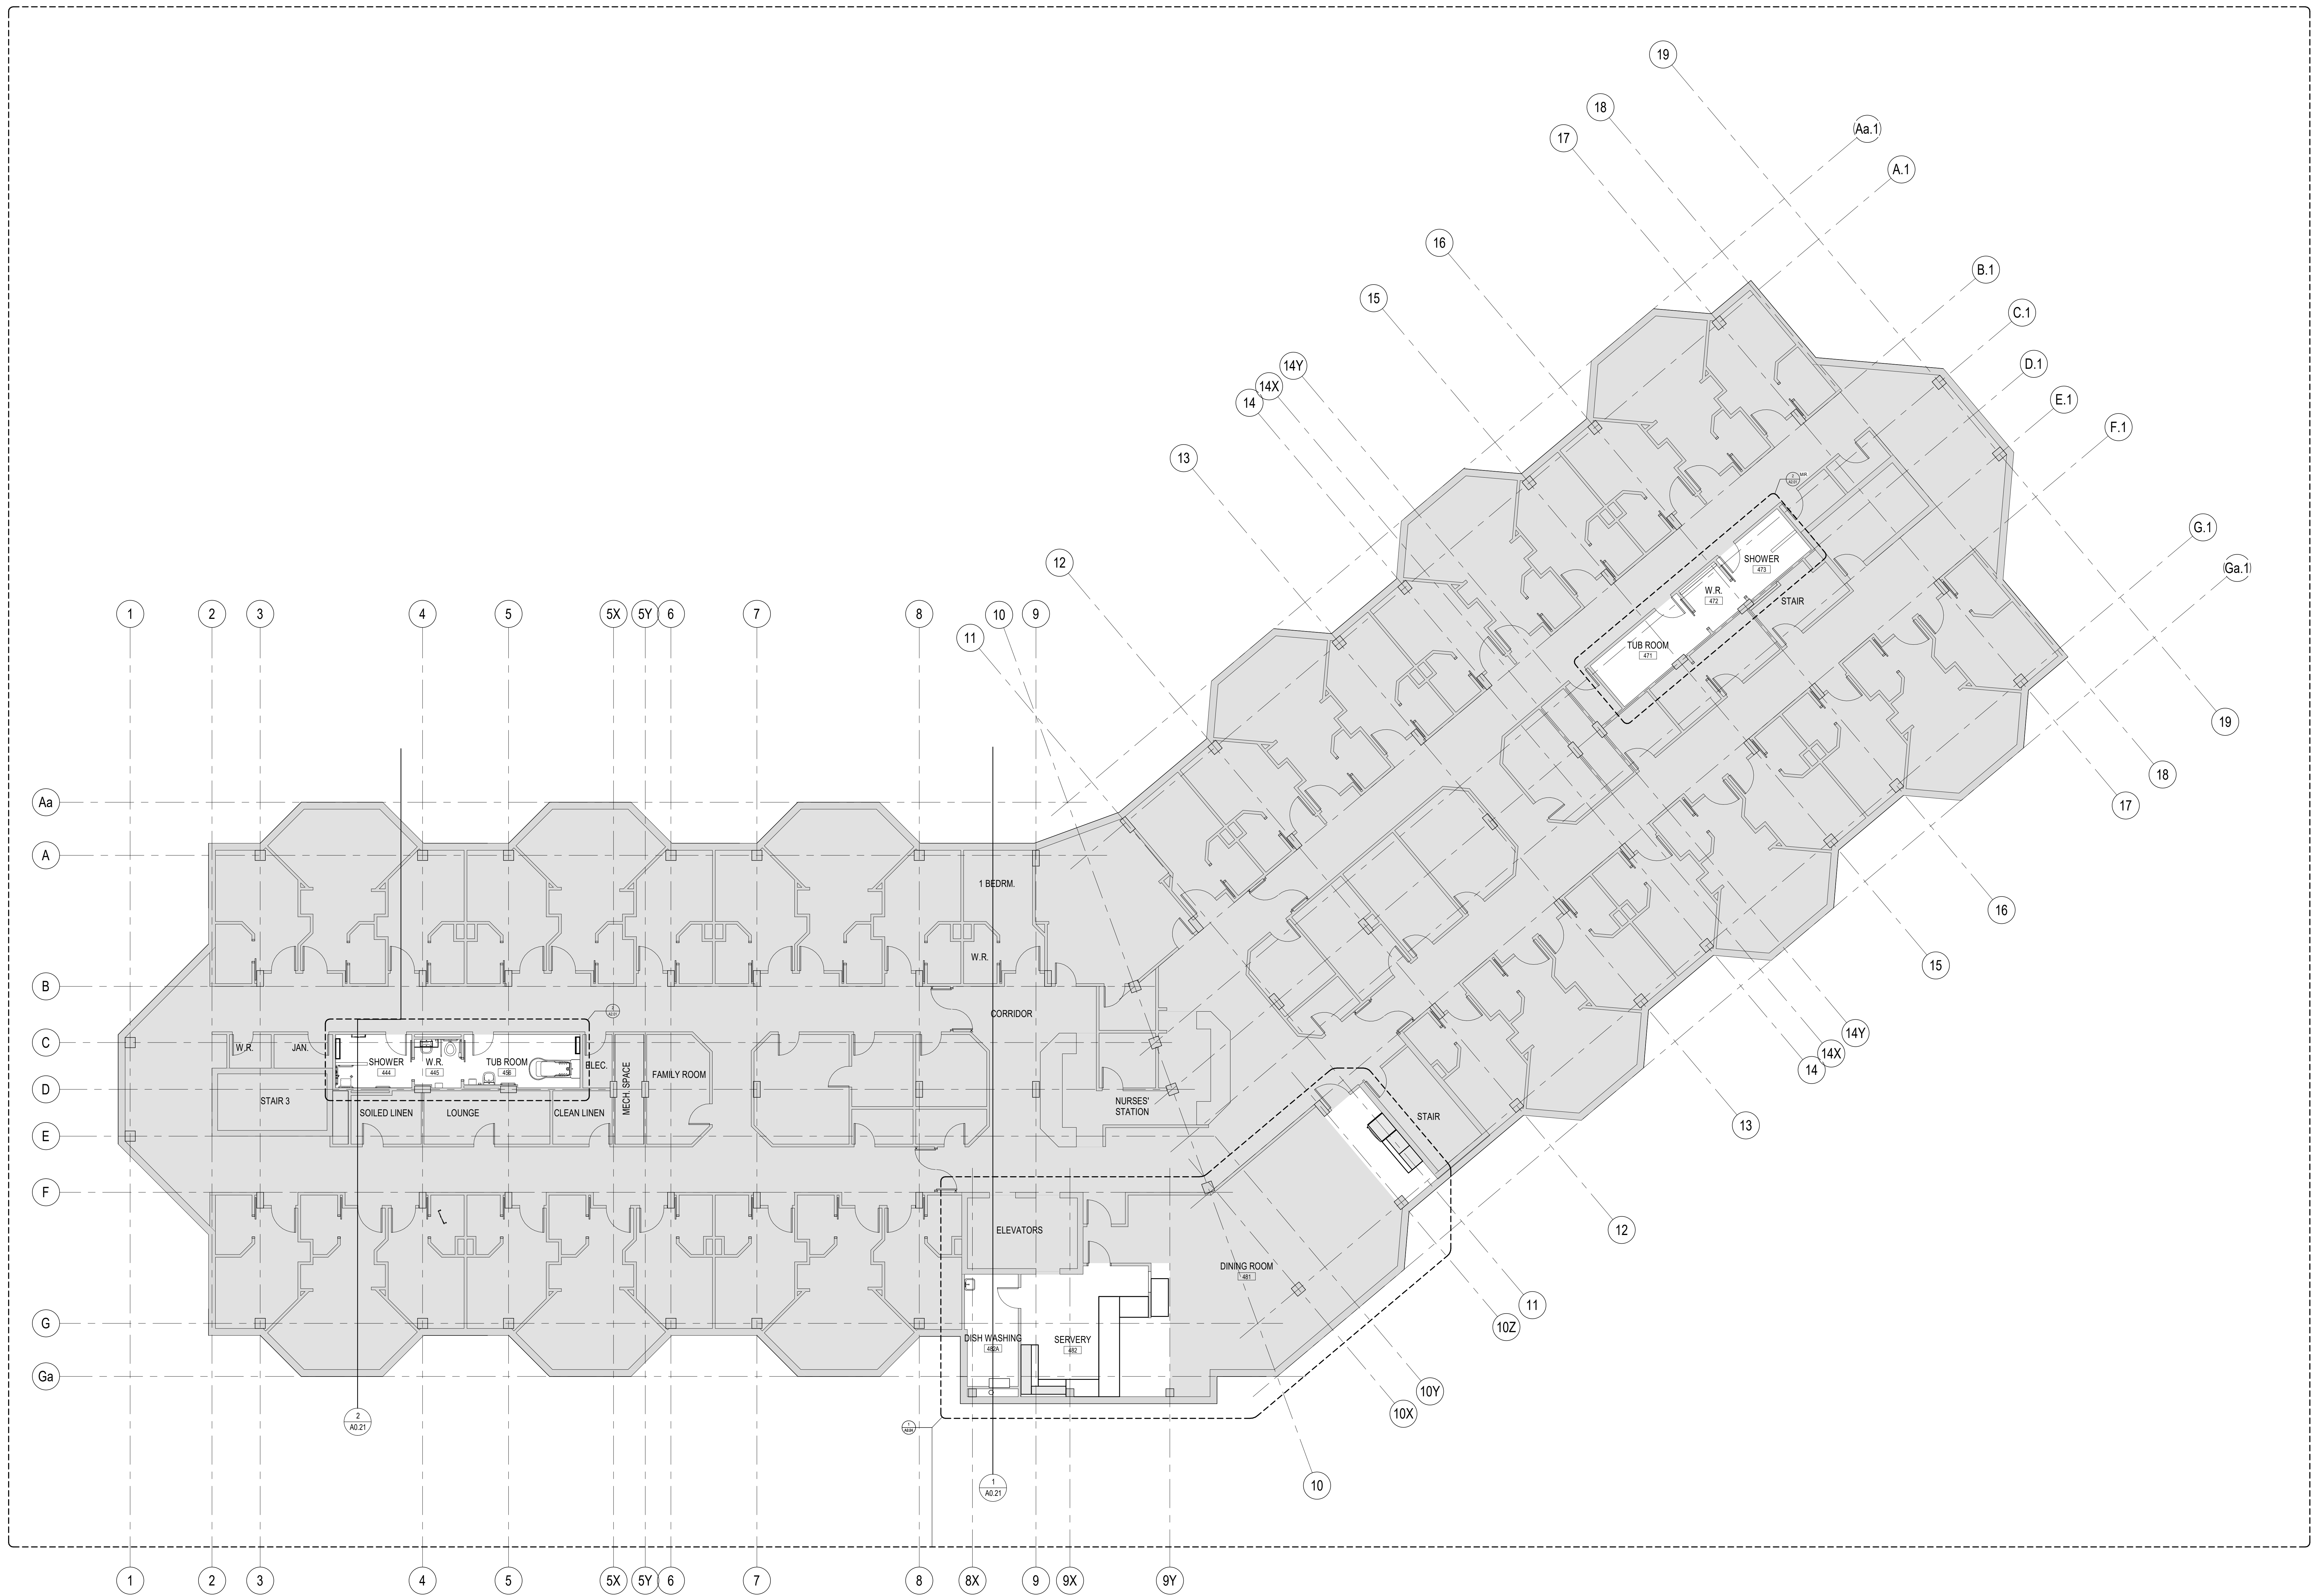 19
18
Aa.1
17
A.1
16
B.1
15
C.1
14Y
D.1
14X
14
E.1
F.1
13
MIR.
G.1
12
SHOWER
473
Ga.1
W.R.
472
STAIR
1
2
3
4
5
5X
5Y
6
7
8
10
9
11
TUB ROOM
471
19
18
Aa
17
A
1 BEDRM.
16
W.R.
15
B
CORRIDOR
14Y
C
W.R.
JAN.
14X
SHOWER
444
W.R.
445
TUB ROOM
456
ELEC.
14
FAMILY ROOM
D
MECH. SPACE
STAIR 3
SOILED LINEN
LOUNGE
CLEAN LINEN
NURSES'
STATION
STAIR
13
E
F
ELEVATORS
12
DINING ROOM
481
11
G
10Z
DISH WASHING
482A
SERVERY
482
Ga
10Y
10X
2
A0.21
1
A0.21
10
1
2
3
4
5
5X
5Y
6
7
8
8X
9
9X
9Y